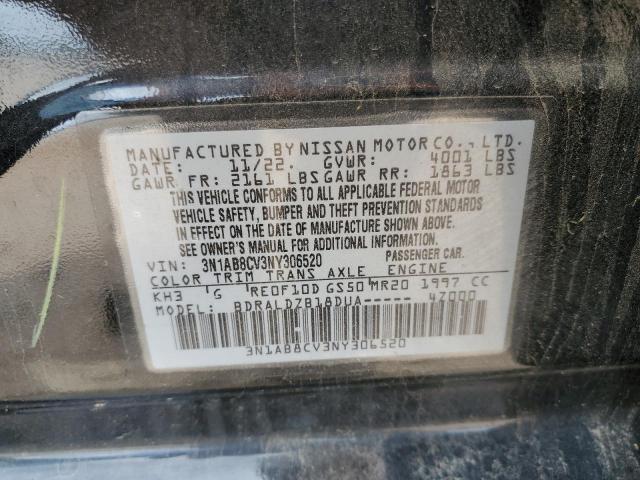 MANUFACTURED BY NISSAN MOTOR CO., LTD.
DATE: 11/22. GVWR: 4001 LBS
GAWR FR: 2161 LBS GAWR RR: 1863 LBS
THIS VEHICLE CONFORMS TO ALL APPLICABLE FEDERAL MOTOR
VEHICLE SAFETY, BUMPER AND THEFT PREVENTION STANDARDS
IN EFFECT ON THE DATE OF MANUFACTURE SHOWN ABOVE.
SEE OWNER'S MANUAL FOR ADDITIONAL INFORMATION.
VIN: 3N1AB8CV3NY306520 PASSENGER CAR.
COLOR TRIM TRANS AXLE ENGINE
KH3 'G 'RE0F10D GS50 MR20 1997 CC
MODEL: BDRALDZB18DUA----- 4Z000
3N1AB8CV3NY306520